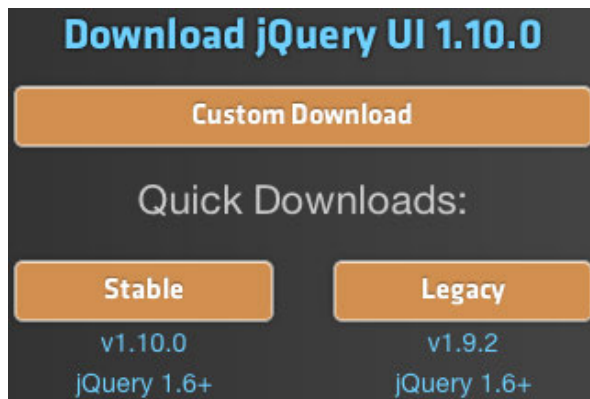 Download jQuery UI 1.10.0
Custom Download
Quick Downloads:
Stable Legacy
v1.10.0 v1.9.2
jQuery 1.6+ jQuery 1.6+